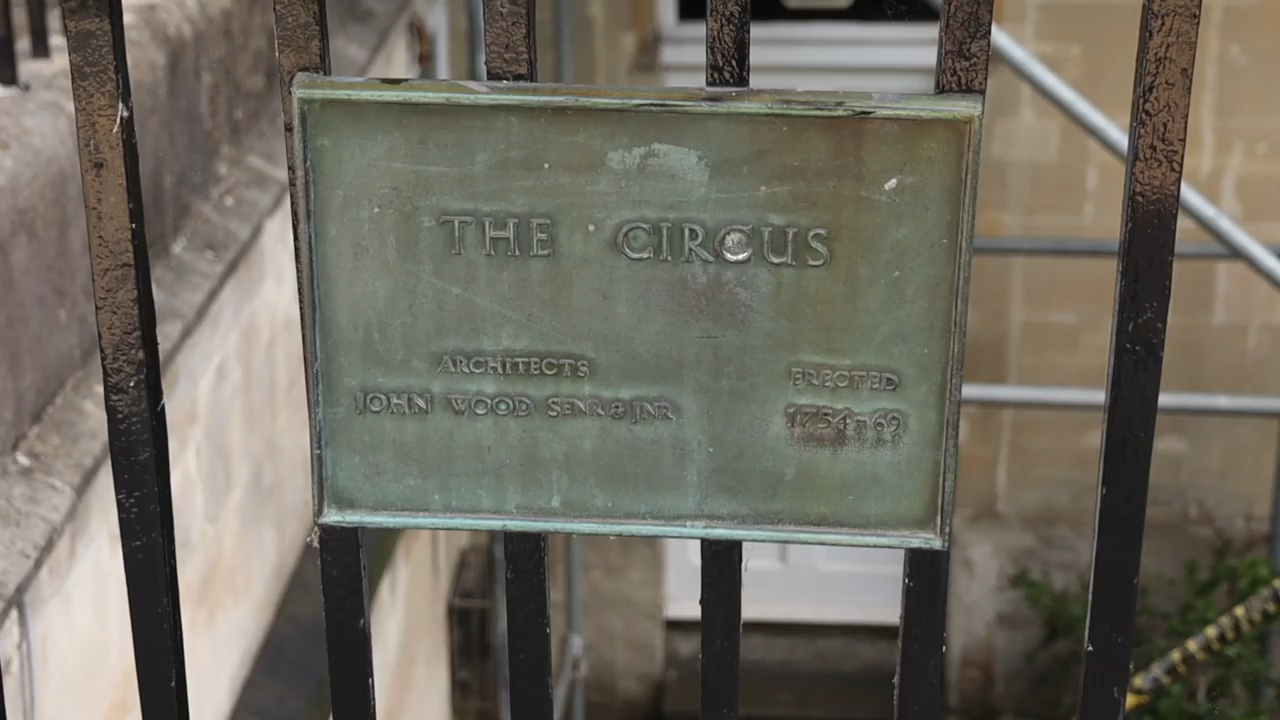 THE CIRCUS
ARCHITECTS
JOHN WOOD SENR & JNR
ERECTED
1754-69